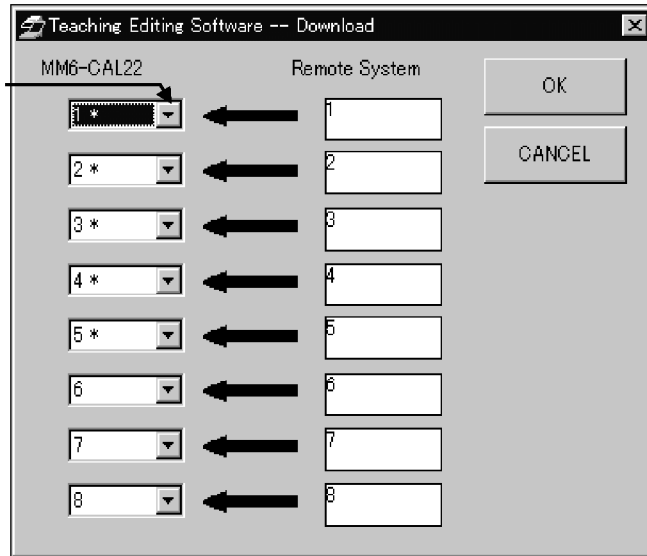 Teaching Editing Software -- Download
MM6-CAL22 Remote System
OK
CANCEL
1 * 1
2 * 2
3 * 3
4 * 4
5 * 5
6 6
7 7
8 8